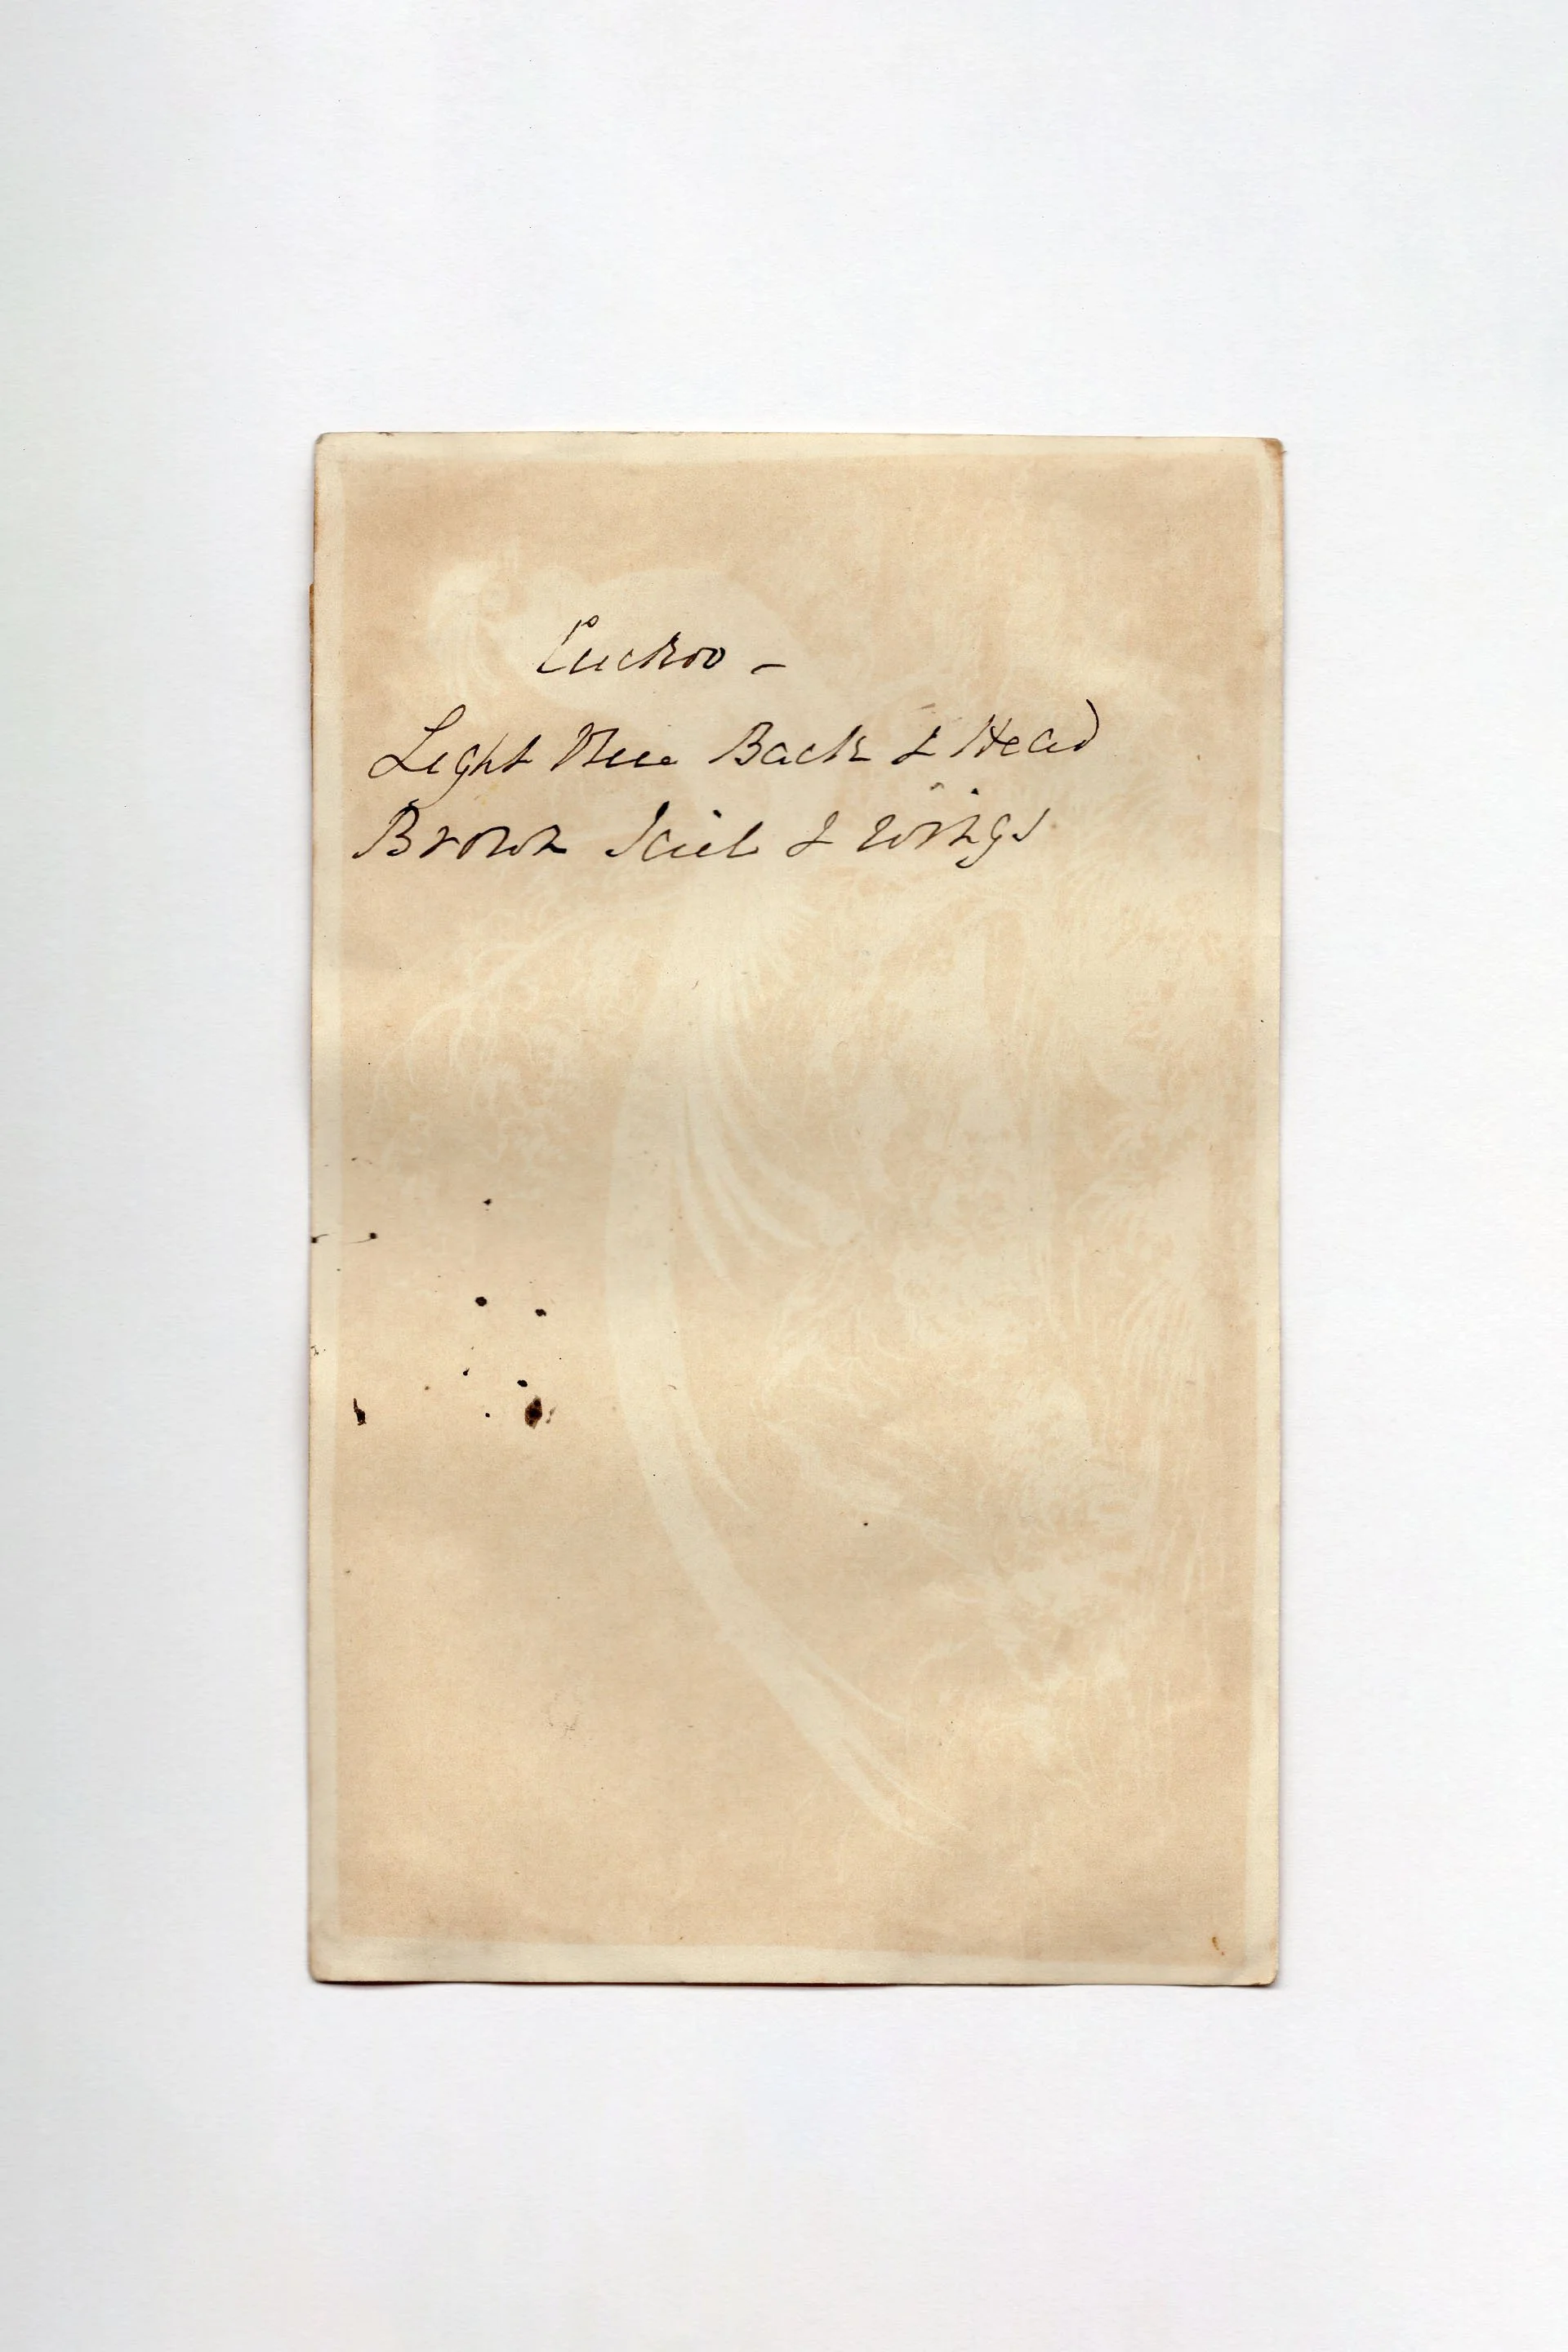 Cuckoo -
Light Blue Back & Head
Brown Tail & Wings